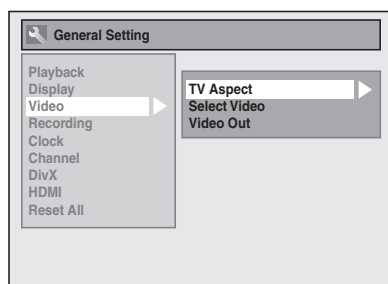 General Setting
Playback
Display
Video
Recording
Clock
Channel
DivX
HDMI
Reset All
TV Aspect
Select Video
Video Out